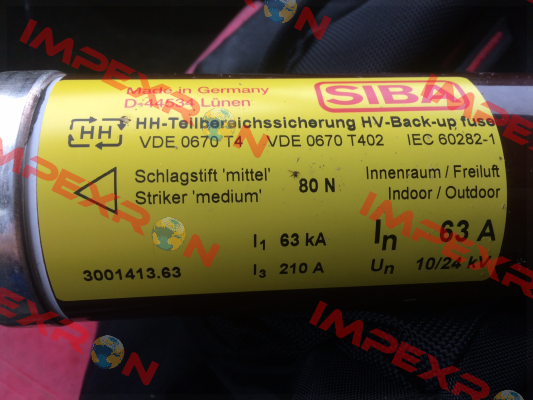 Made in Germany
D-44534 Lünen
SIBA
HH
HH-Teilbereichssicherung HV-Back-up fuse
VDE 0670 T4 VDE 0670 T402 IEC 60282-1
Schlagstift 'mittel' 80 N Innenraum / Freiluft
Striker 'medium' Indoor / Outdoor
I1 63 kA In 63 A
3001413.63 I3 210 A Un 10/24 kV
IMPEXRON
IMPEXRON
IMPEXRON
IMPEXRON
IMPEXRON